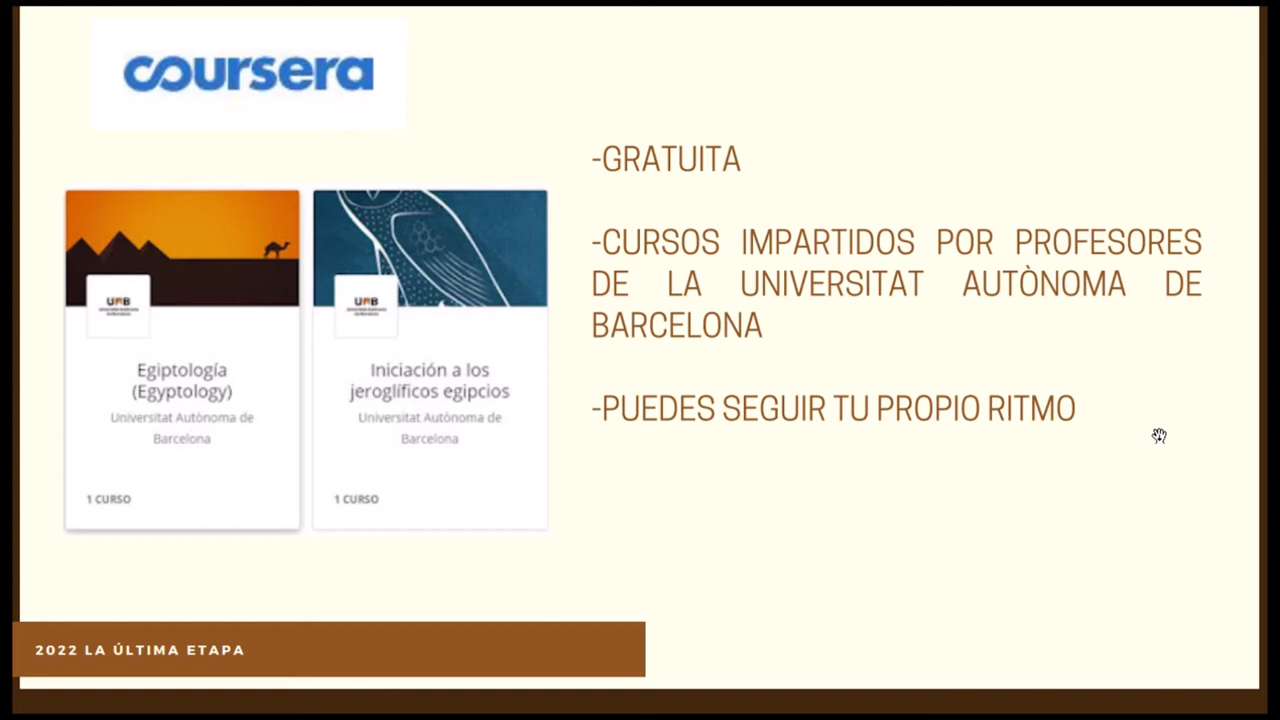 coursera
-GRATUITA
-CURSOS IMPARTIDOS POR PROFESORES
DE LA UNIVERSITAT AUTÒNOMA DE
BARCELONA
-PUEDES SEGUIR TU PROPIO RITMO
UAB
Egiptología
(Egyptology)
Universitat Autònoma de
Barcelona
1 CURSO
UAB
Iniciación a los
jeroglíficos egipcios
Universitat Autònoma de
Barcelona
1 CURSO
2022 LA ÚLTIMA ETAPA